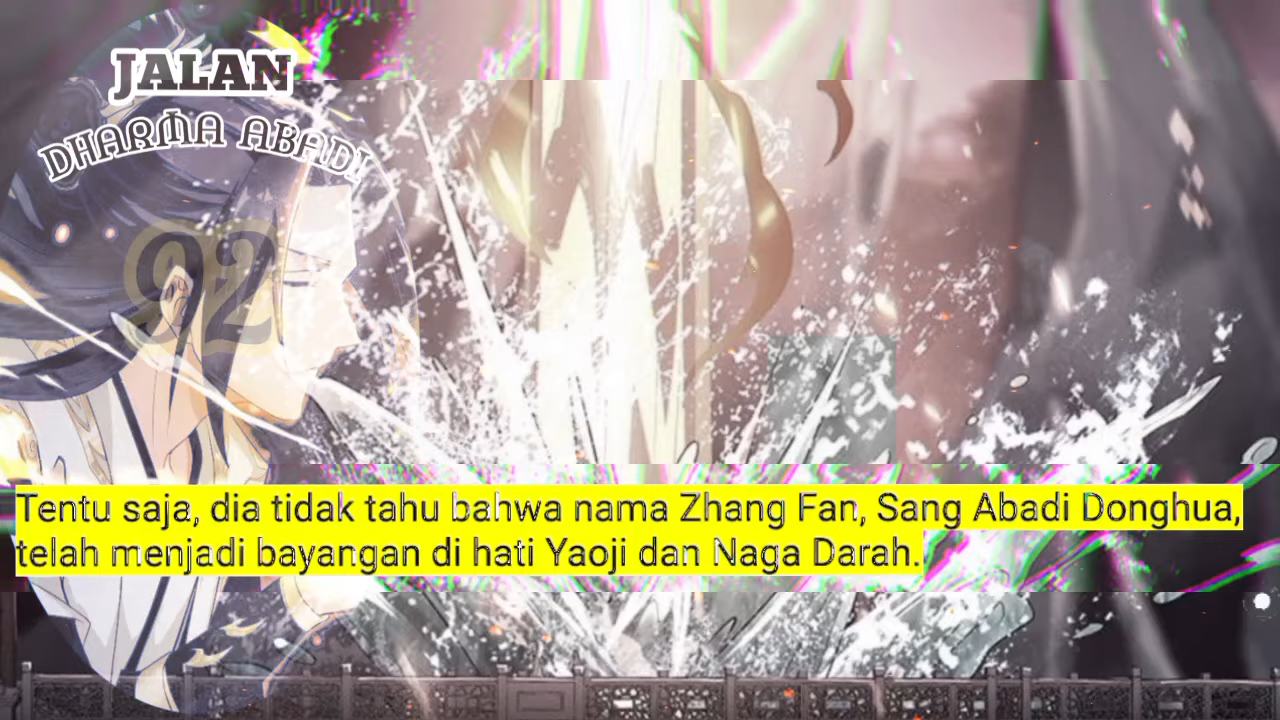 JALAN
DHARMA ABADI
92
Tentu saja, dia tidak tahu bahwa nama Zhang Fan, Sang Abadi Donghua,
telah menjadi bayangan di hati Yaoji dan Naga Darah.